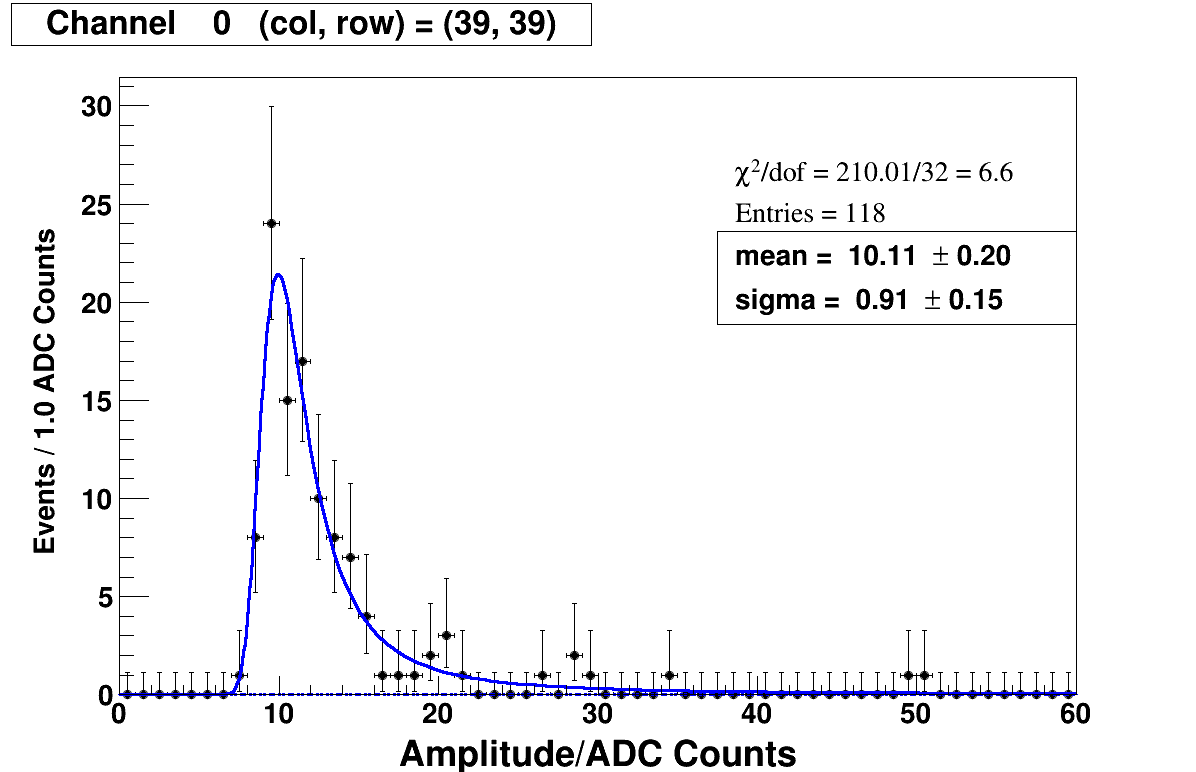 Channel 0 (col, row) = (39, 39)
30
25
20
15
10
5
0
Events / 1.0 ADC Counts
χ²/dof = 210.01/32 = 6.6
Entries = 118
mean = 10.11 ± 0.20
sigma = 0.91 ± 0.15
0 10 20 30 40 50 60
Amplitude/ADC Counts